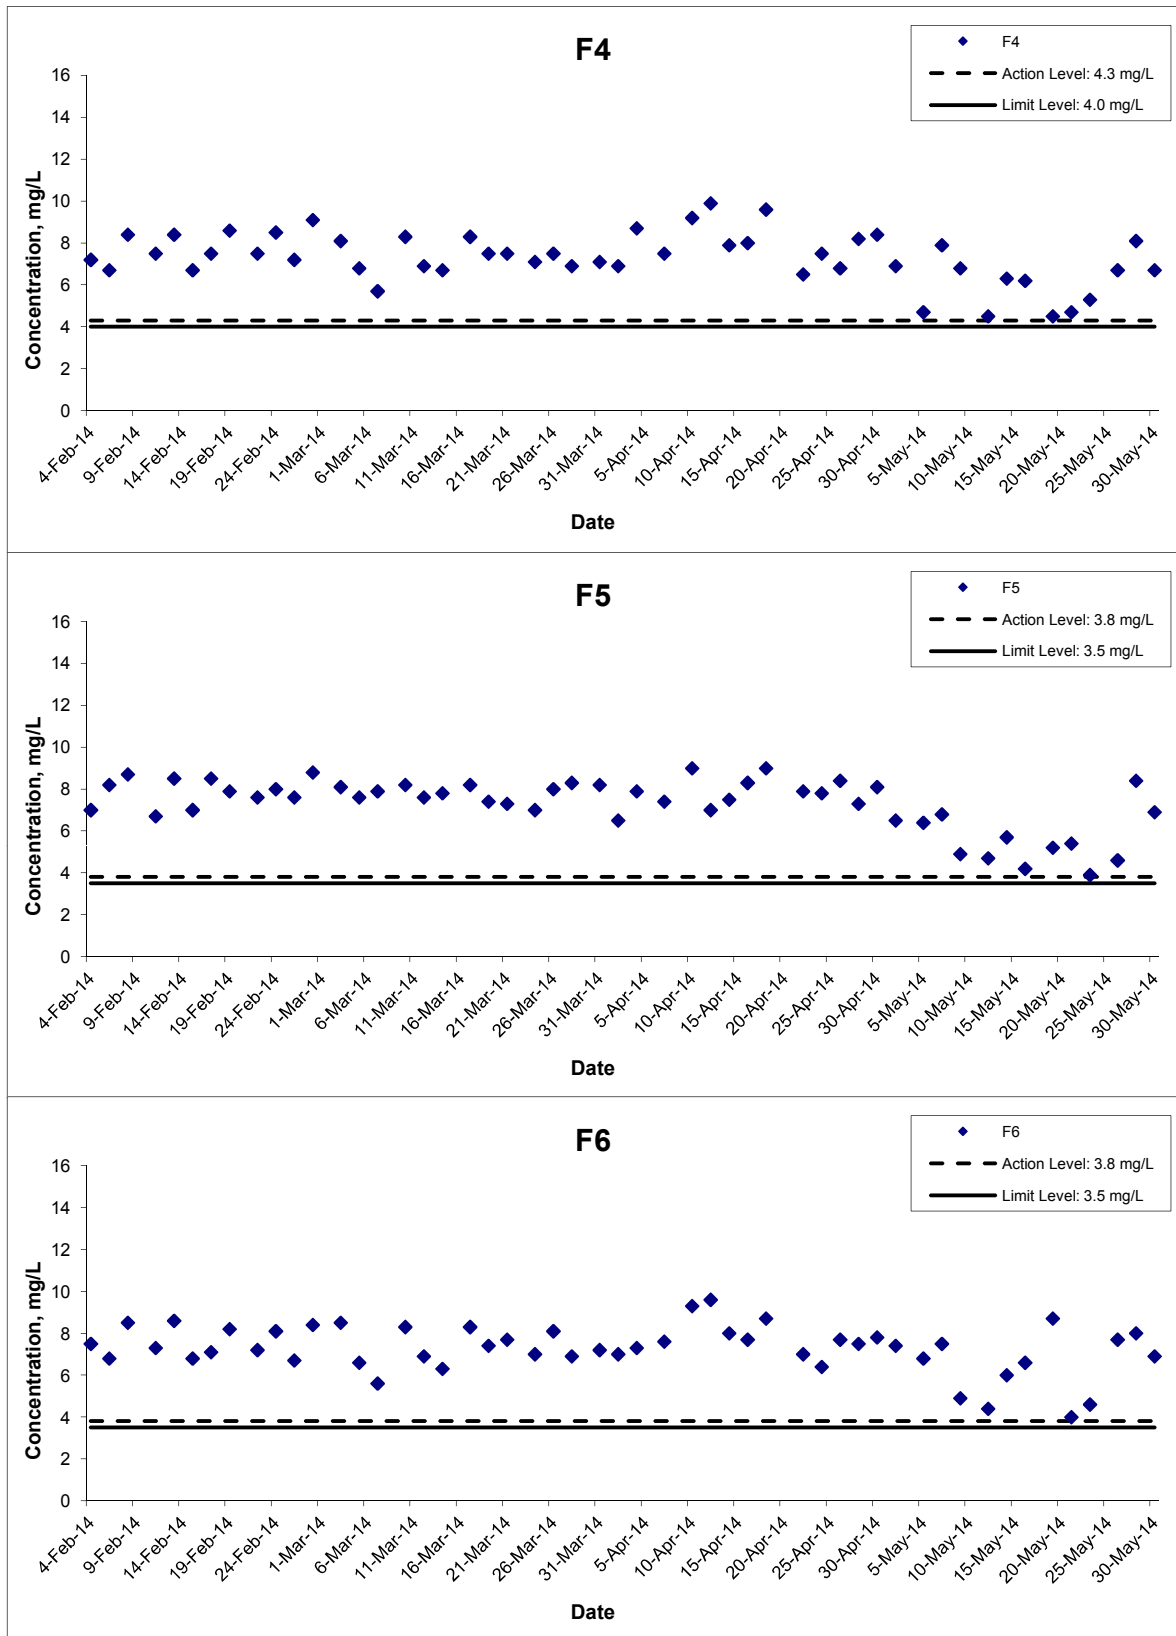 F4
F4
Action Level: 4.3 mg/L
Limit Level: 4.0 mg/L
Concentration, mg/L
16
14
12
10
8
6
4
2
0
4-Feb-14
9-Feb-14
14-Feb-14
19-Feb-14
24-Feb-14
1-Mar-14
6-Mar-14
11-Mar-14
16-Mar-14
21-Mar-14
26-Mar-14
31-Mar-14
5-Apr-14
10-Apr-14
15-Apr-14
20-Apr-14
25-Apr-14
30-Apr-14
5-May-14
10-May-14
15-May-14
20-May-14
25-May-14
30-May-14
Date
F5
F5
Action Level: 3.8 mg/L
Limit Level: 3.5 mg/L
Concentration, mg/L
16
14
12
10
8
6
4
2
0
4-Feb-14
9-Feb-14
14-Feb-14
19-Feb-14
24-Feb-14
1-Mar-14
6-Mar-14
11-Mar-14
16-Mar-14
21-Mar-14
26-Mar-14
31-Mar-14
5-Apr-14
10-Apr-14
15-Apr-14
20-Apr-14
25-Apr-14
30-Apr-14
5-May-14
10-May-14
15-May-14
20-May-14
25-May-14
30-May-14
Date
F6
F6
Action Level: 3.8 mg/L
Limit Level: 3.5 mg/L
Concentration, mg/L
16
14
12
10
8
6
4
2
0
4-Feb-14
9-Feb-14
14-Feb-14
19-Feb-14
24-Feb-14
1-Mar-14
6-Mar-14
11-Mar-14
16-Mar-14
21-Mar-14
26-Mar-14
31-Mar-14
5-Apr-14
10-Apr-14
15-Apr-14
20-Apr-14
25-Apr-14
30-Apr-14
5-May-14
10-May-14
15-May-14
20-May-14
25-May-14
30-May-14
Date